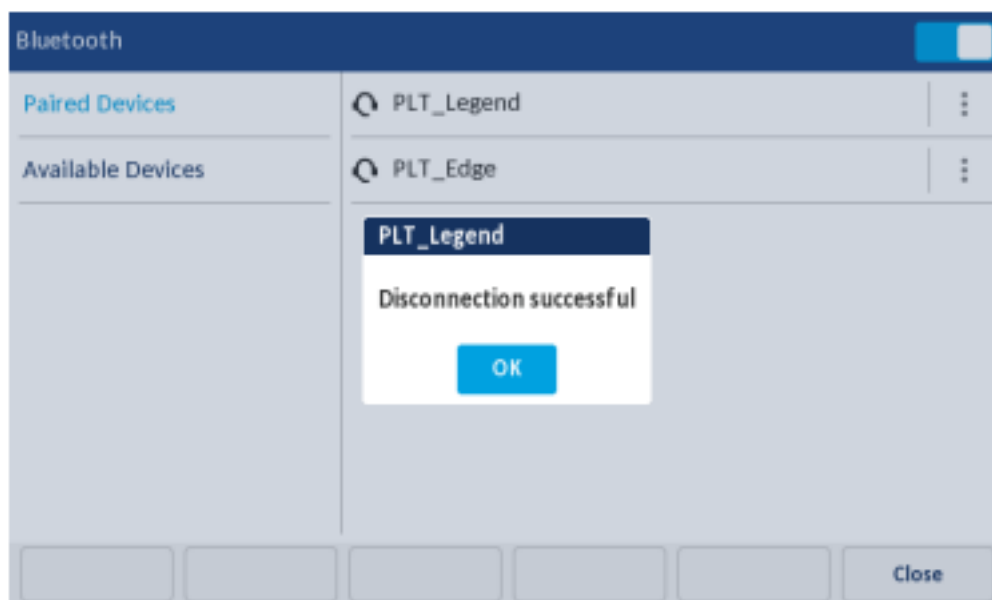 Bluetooth
Paired Devices
PLT_Legend
Available Devices
PLT_Edge
PLT_Legend
Disconnection successful
OK
Close